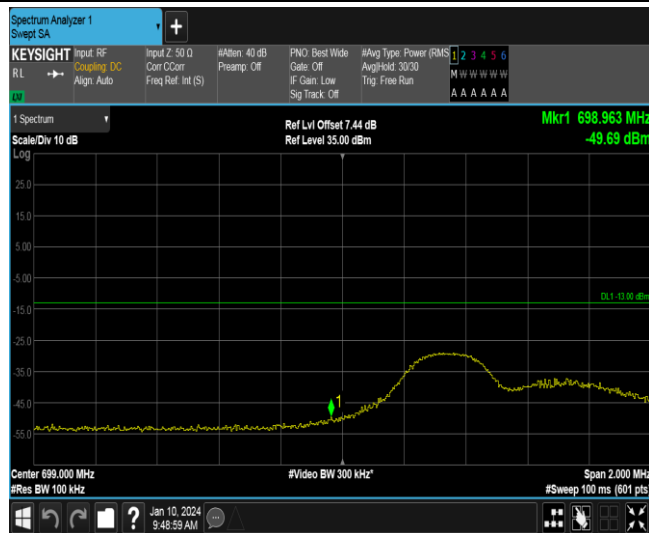 Spectrum Analyzer 1
Swept SA
+
KEYSIGHT
RL
Input: RF
Coupling: DC
Align: Auto
Input Z: 50 Ω
Corr CCorr
Freq Ref: Int (S)
#Atten: 40 dB
Preamp: Off
PNO: Best Wide
Gate: Off
IF Gain: Low
Sig Track: Off
#Avg Type: Power (RMS
Avg|Hold: 30/30
Trig: Free Run
1 2 3 4 5 6
M W W W W W
A A A A A A
1 Spectrum
Scale/Div 10 dB
Ref Lvl Offset 7.44 dB
Ref Level 35.00 dBm
Mkr1 698.963 MHz
-49.69 dBm
Log
25.0
15.0
5.00
-5.00
DL1 -13.00 dBm
-15.0
-25.0
-35.0
1
-45.0
-55.0
Center 699.000 MHz
#Res BW 100 kHz
#Video BW 300 kHz*
Span 2.000 MHz
#Sweep 100 ms (601 pts)
?
Jan 10, 2024
9:48:59 AM